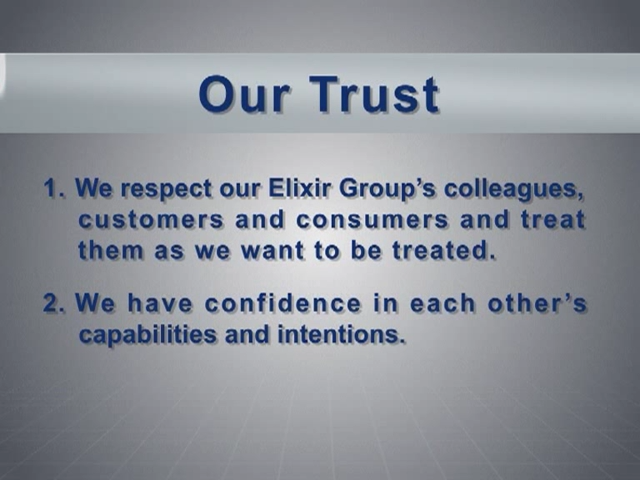 Our Trust
1. We respect our Elixir Group's colleagues,
customers and consumers and treat
them as we want to be treated.
2. We have confidence in each other's
capabilities and intentions.